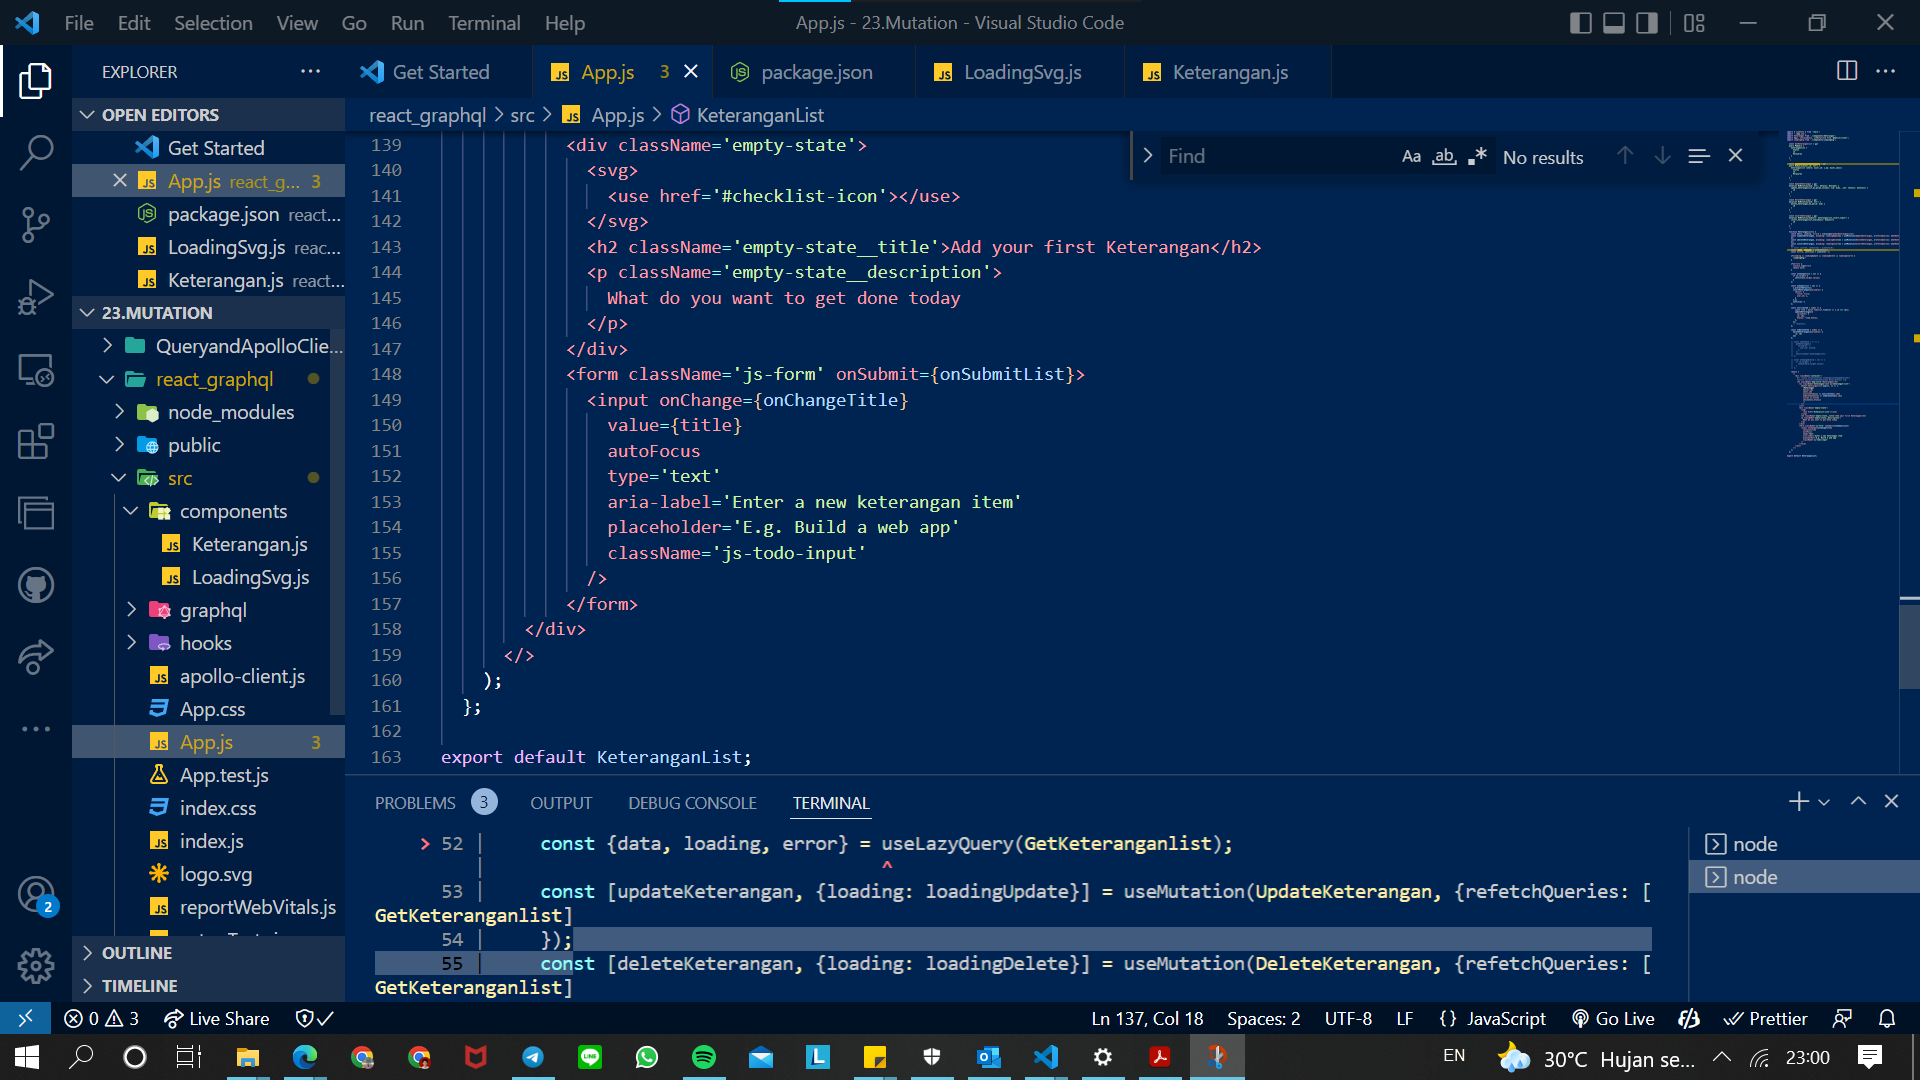 File Edit Selection View Go Run Terminal Help
App.js - 23.Mutation - Visual Studio Code
EXPLORER
Get Started
App.js 3
package.json
LoadingSvg.js
Keterangan.js
OPEN EDITORS
Get Started
App.js react_g... 3
package.json react...
LoadingSvg.js reac...
Keterangan.js react...
23.MUTATION
QueryandApolloClie...
react_graphql
node_modules
public
src
components
Keterangan.js
LoadingSvg.js
graphql
hooks
apollo-client.js
App.css
App.js 3
App.test.js
index.css
index.js
logo.svg
reportWebVitals.js
OUTLINE
TIMELINE
react_graphql > src > App.js > KeteranganList
Find
Aa ab .* No results
139 <div className='empty-state'>
140 <svg>
141 <use href='#checklist-icon'></use>
142 </svg>
143 <h2 className='empty-state__title'>Add your first Keterangan</h2>
144 <p className='empty-state__description'>
145 What do you want to get done today
146 </p>
147 </div>
148 <form className='js-form' onSubmit={onSubmitList}>
149 <input onChange={onChangeTitle}
150 value={title}
151 autoFocus
152 type='text'
153 aria-label='Enter a new keterangan item'
154 placeholder='E.g. Build a web app'
155 className='js-todo-input'
156 />
157 </form>
158 </div>
159 </>
160 );
161 };
162
163 export default KeteranganList;
PROBLEMS 3 OUTPUT DEBUG CONSOLE TERMINAL
> 52 | const {data, loading, error} = useLazyQuery(GetKeteranganlist);
| ^
53 | const [updateKeterangan, {loading: loadingUpdate}] = useMutation(UpdateKeterangan, {refetchQueries: [
GetKeteranganlist]
54 | });
55 | const [deleteKeterangan, {loading: loadingDelete}] = useMutation(DeleteKeterangan, {refetchQueries: [
GetKeteranganlist]
node
node
2
0 3 Live Share
Ln 137, Col 18 Spaces: 2 UTF-8 LF {} JavaScript Go Live Prettier
EN 30°C Hujan se... 23:00